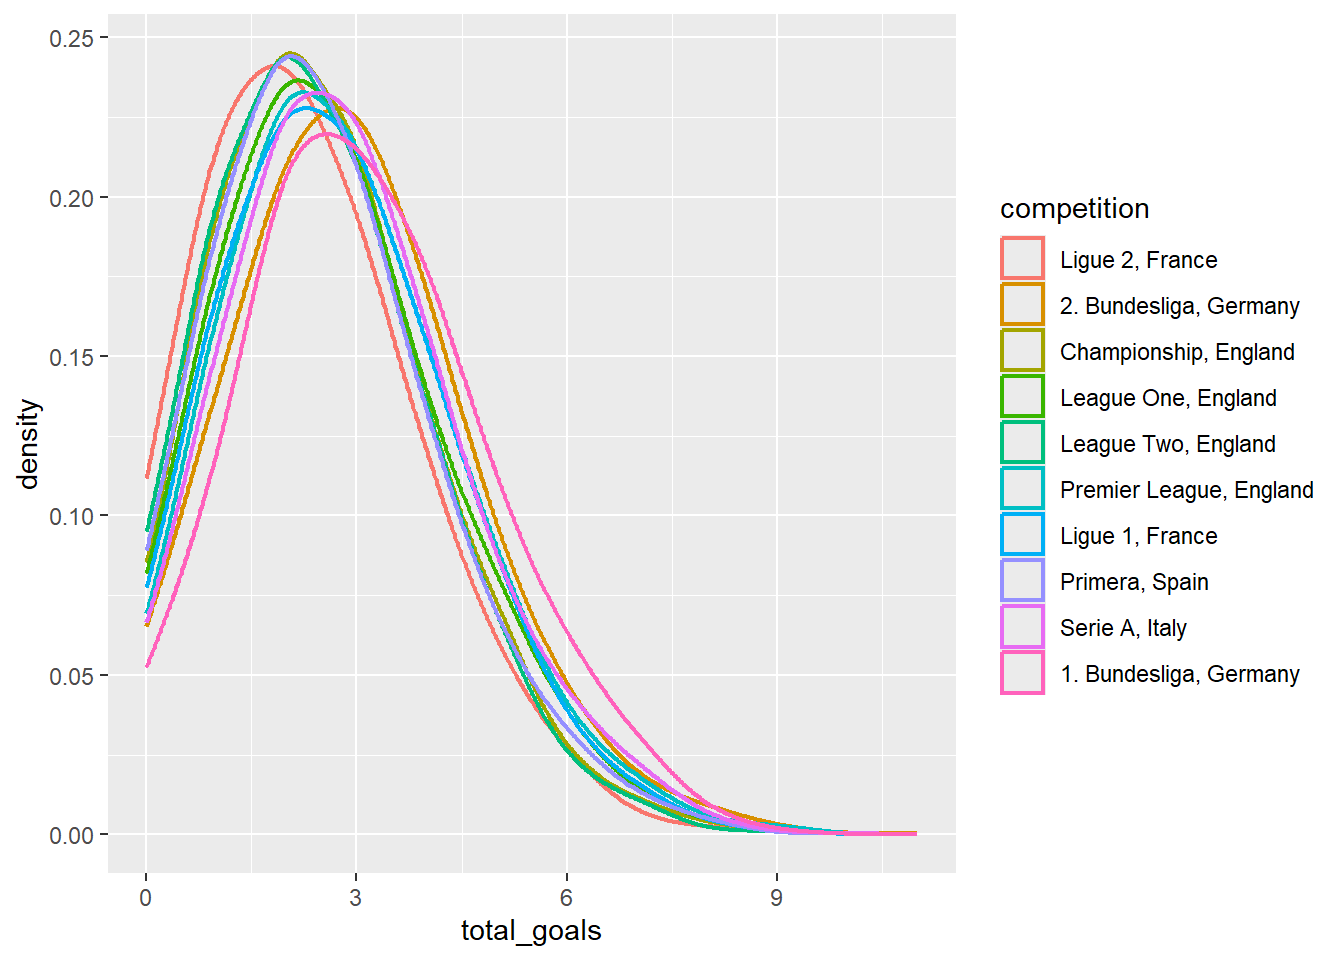 0.25
0.20
0.15
0.10
0.05
0.00
density
0
3
6
9
total_goals
competition
Ligue 2, France
2. Bundesliga, Germany
Championship, England
League One, England
League Two, England
Premier League, England
Ligue 1, France
Primera, Spain
Serie A, Italy
1. Bundesliga, Germany